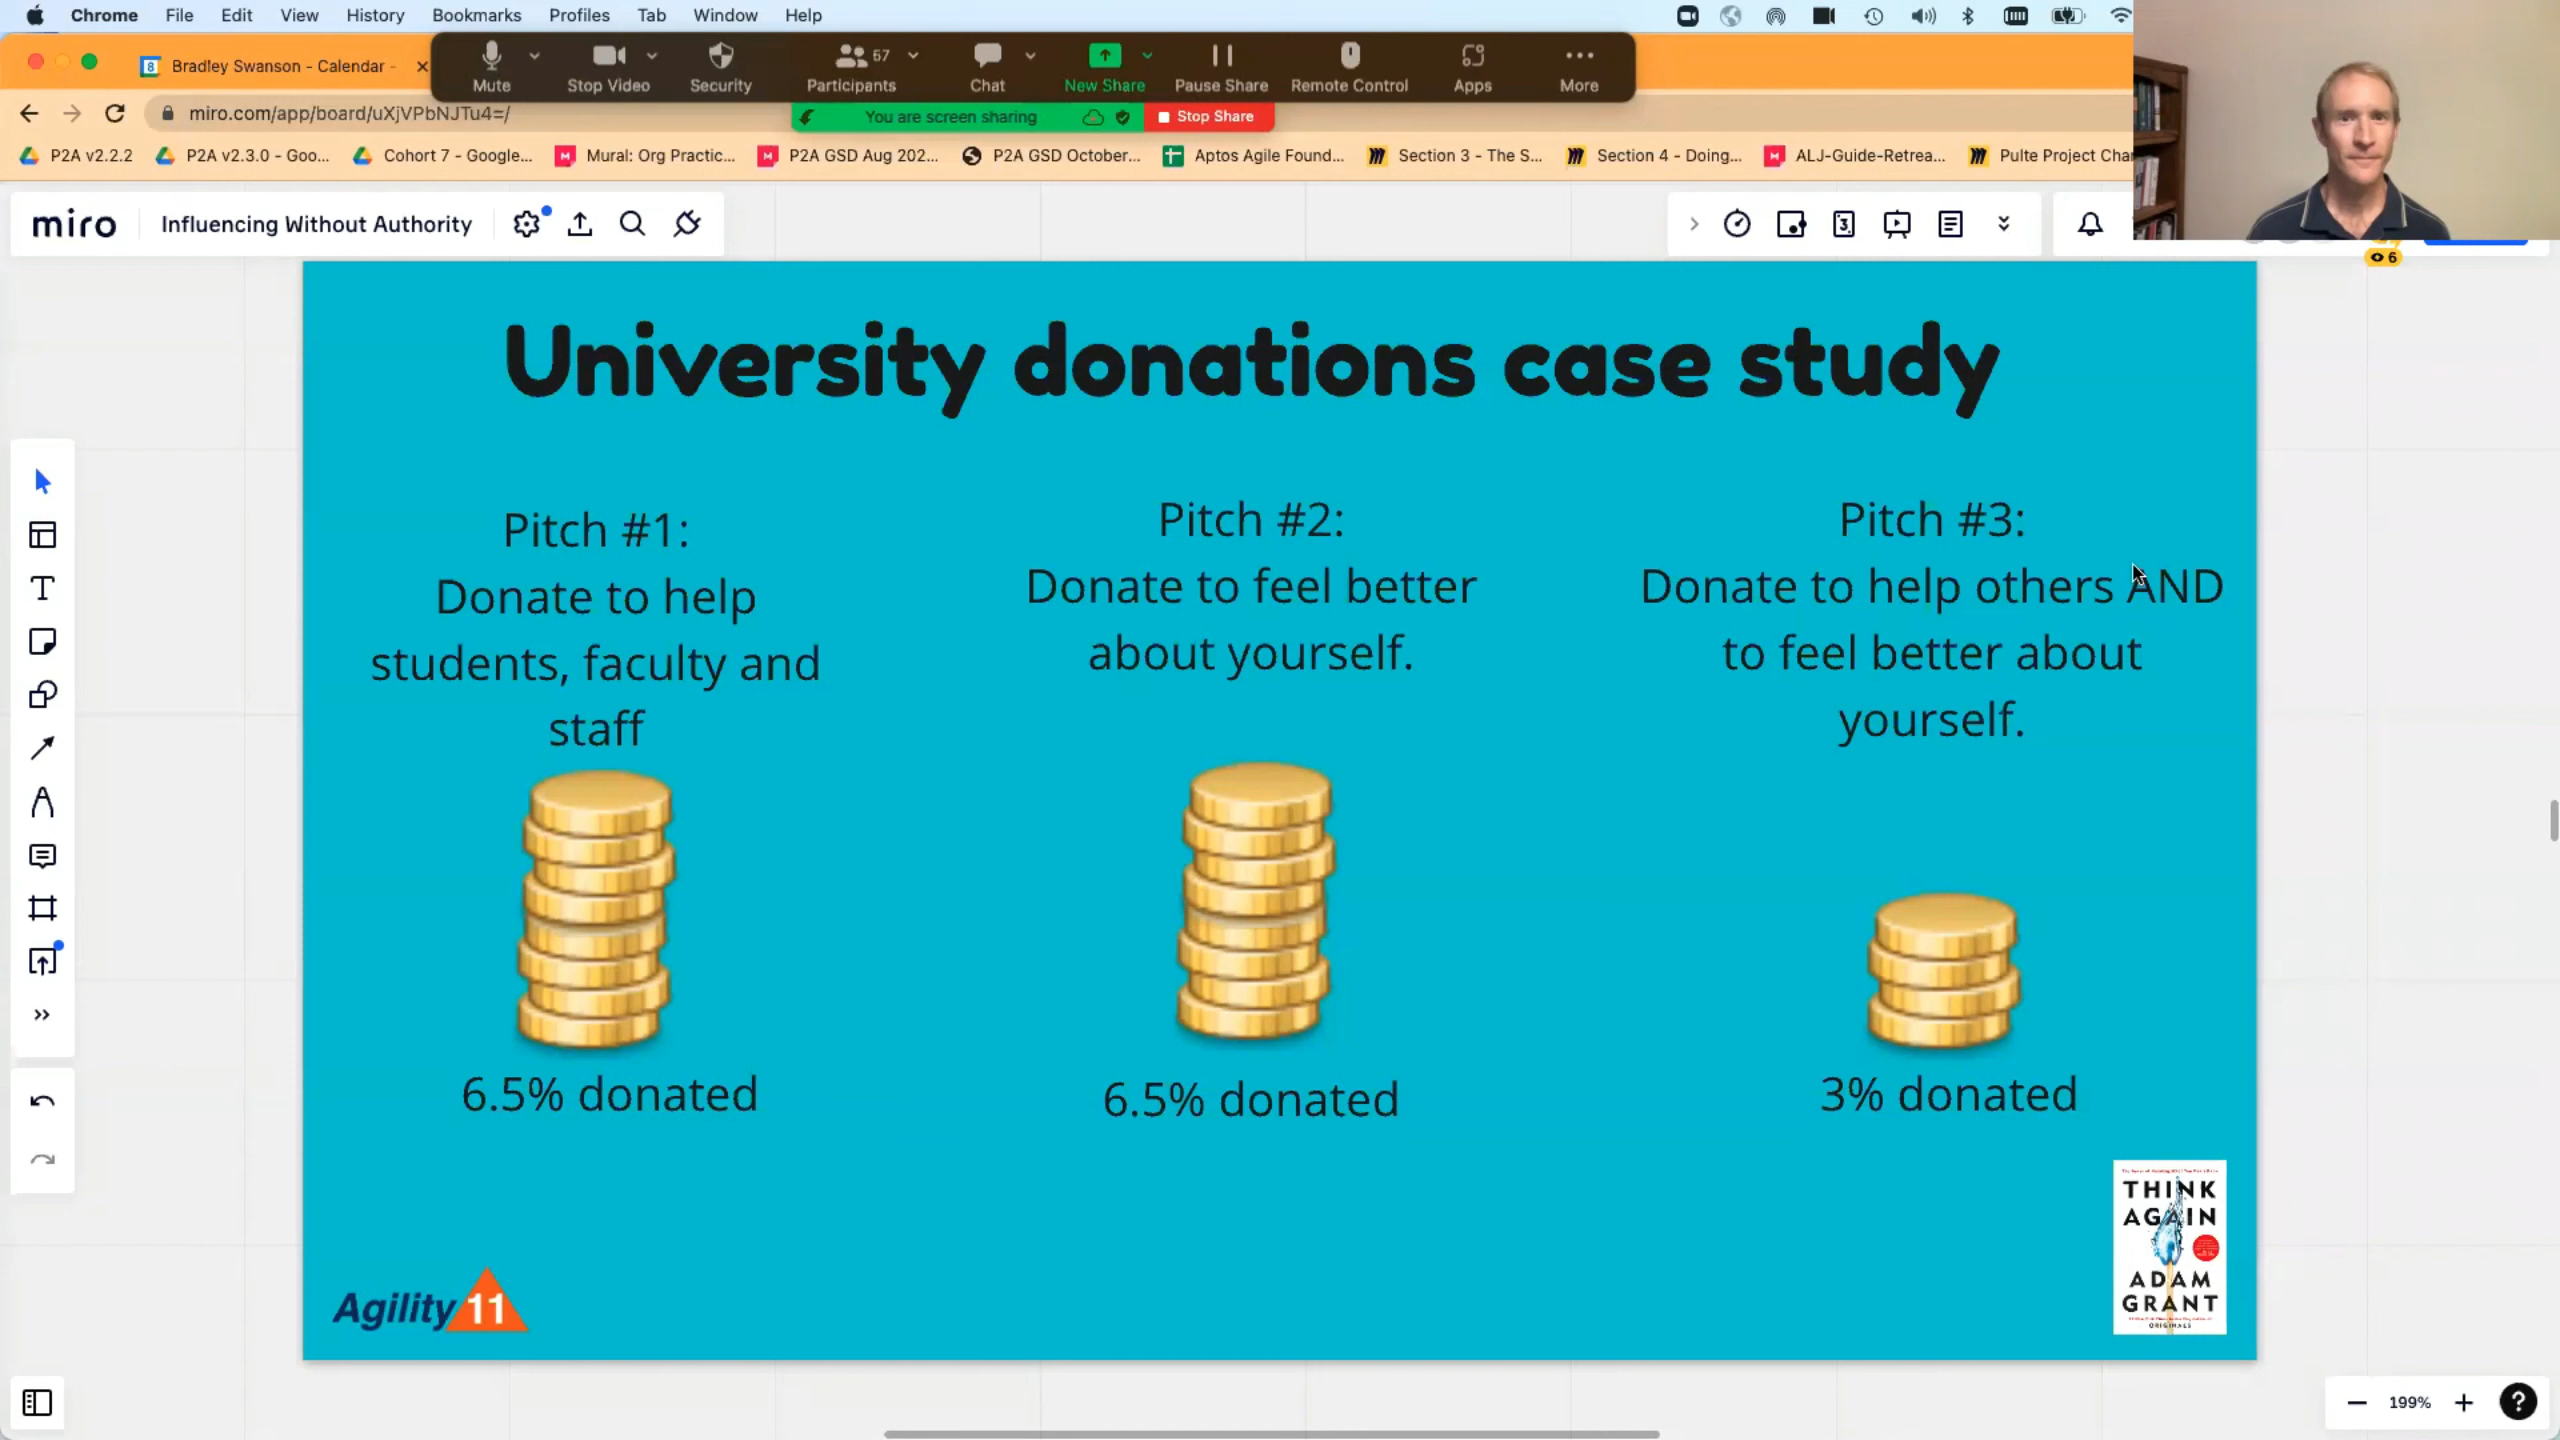 Chrome File Edit View History Bookmarks Profiles Tab Window Help
8 Bradley Swanson - Calendar -
Mute Stop Video Security 57 Participants Chat New Share Pause Share Remote Control Apps More
miro.com/app/board/uXjVPbNJTu4=/
You are screen sharing Stop Share
P2A v2.2.2 P2A v2.3.0 - Goo... Cohort 7 - Google... Mural: Org Practic... P2A GSD Aug 202... P2A GSD October... Aptos Agile Found... Section 3 - The S... Section 4 - Doing... ALJ-Guide-Retrea... Pulte Project Cha
miro Influencing Without Authority
3
6
University donations case study
Pitch #1:
Donate to help
students, faculty and
staff
6.5% donated
Pitch #2:
Donate to feel better
about yourself.
6.5% donated
Pitch #3:
Donate to help others AND
to feel better about
yourself.
3% donated
THINK
AGAIN
ADAM
GRANT
ORIGINALS
Agility 11
199%
?